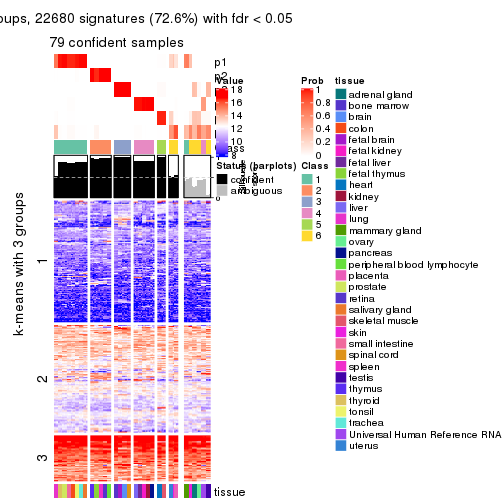 oups, 22680 signatures (72.6%) with fdr < 0.05
79 confident samples
p1
Value
18
16
14
12
10
8
Prob
1
0.8
0.6
0.4
0.2
0
Status (barplots)
confident
ambiguous
Class
1
2
3
4
5
6
tissue
adrenal gland
bone marrow
brain
colon
fetal brain
fetal kidney
fetal liver
fetal thymus
heart
kidney
liver
lung
mammary gland
ovary
pancreas
peripheral blood lymphocyte
placenta
prostate
retina
salivary gland
skeletal muscle
skin
small intestine
spinal cord
spleen
testis
thymus
thyroid
tonsil
trachea
Universal Human Reference RNA
uterus
k-means with 3 groups
1
2
3
tissue